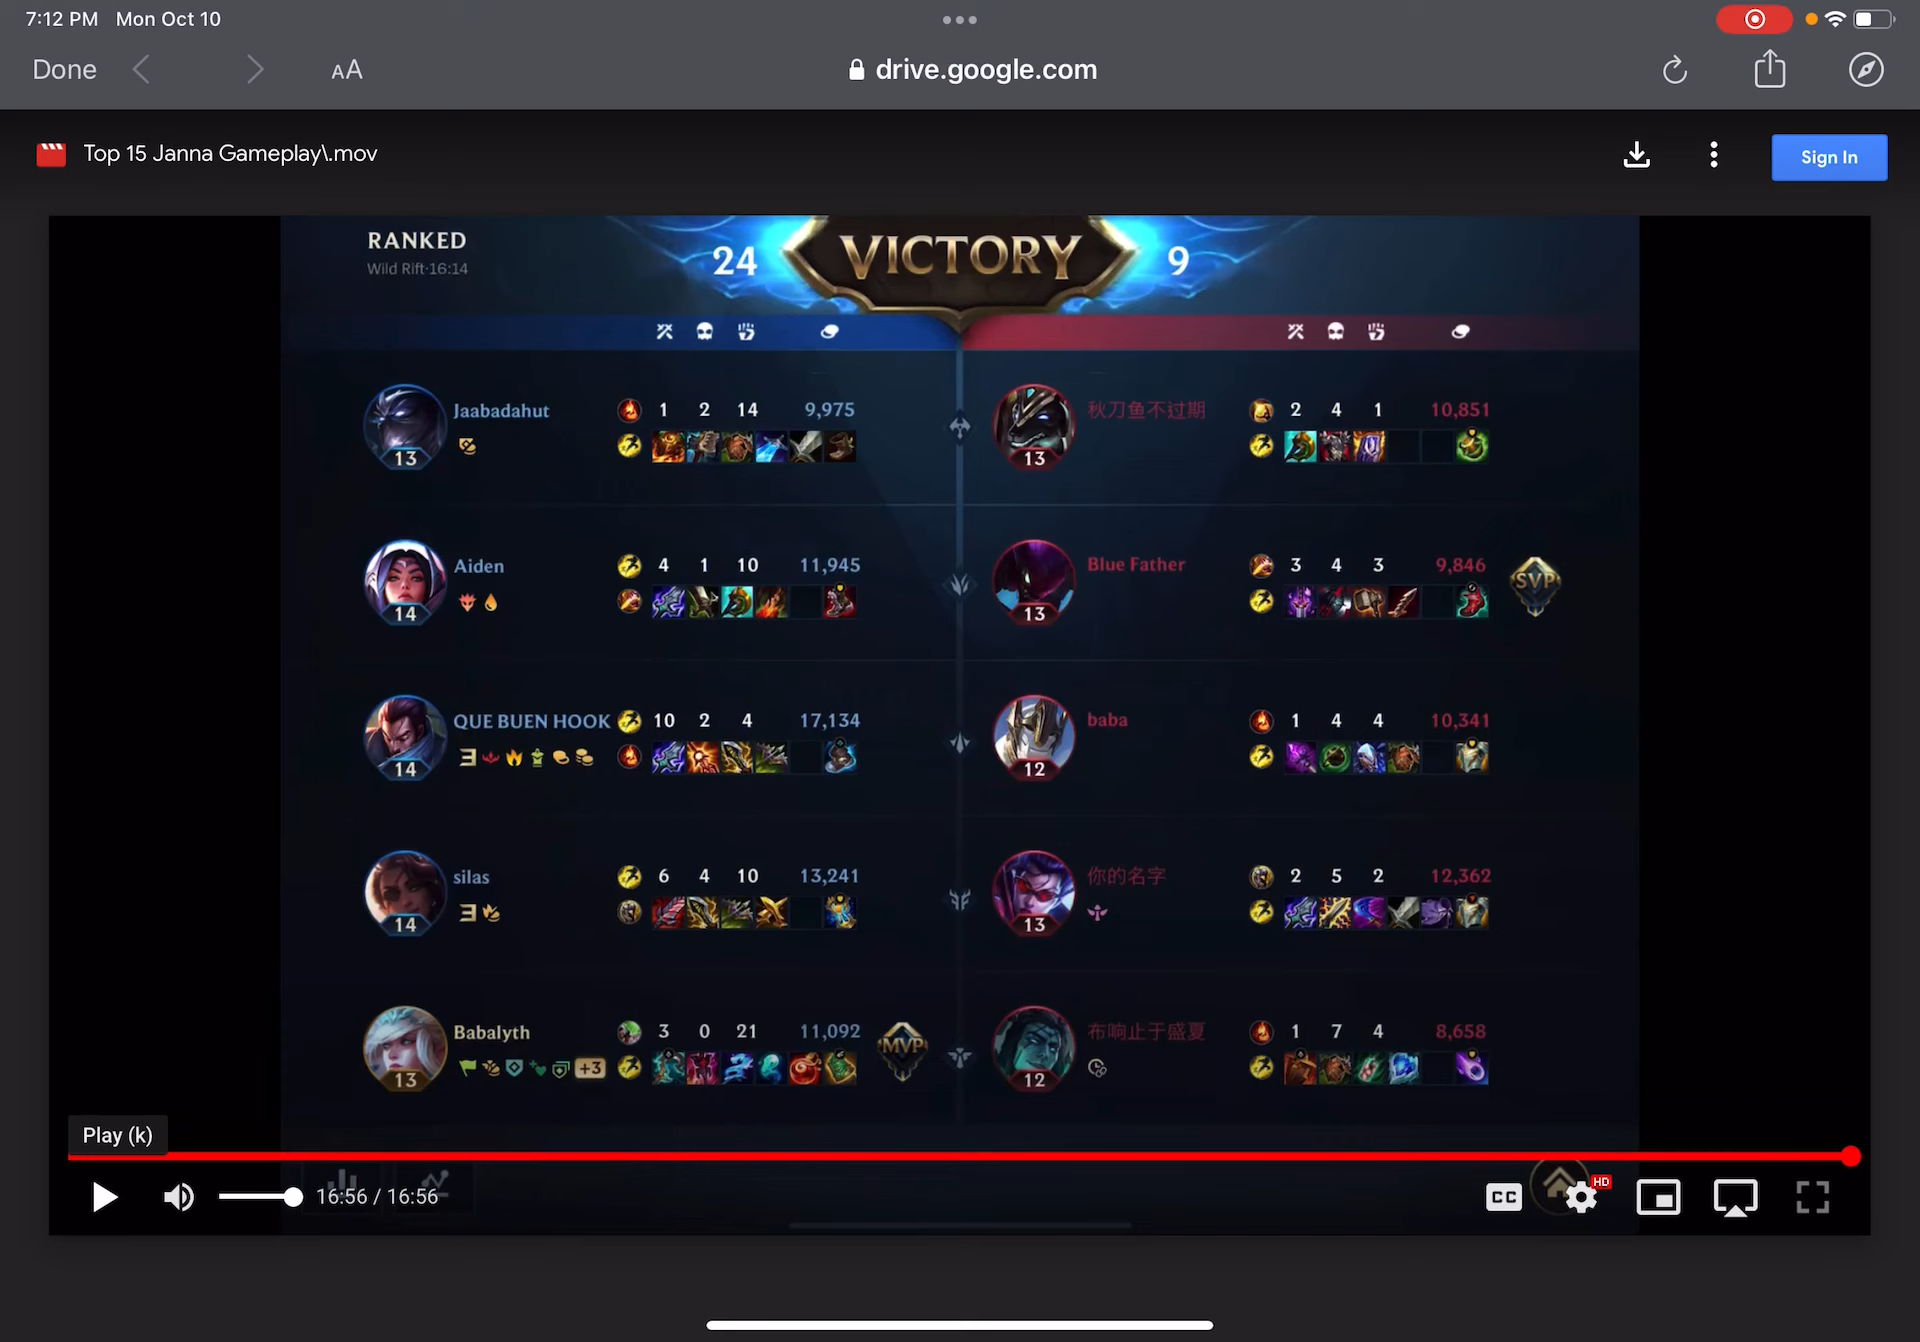 7:12 PM Mon Oct 10
Done AA drive.google.com
Top 15 Janna Gameplay\.mov
Sign In
RANKED
Wild Rift·16:14
24 VICTORY 9
Jaabadahut 1 2 14 9,975
13
秋刀鱼不过期 2 4 1 10,851
13
Aiden 4 1 10 11,945
14
Blue Father 3 4 3 9,846
SVP
13
QUE BUEN HOOK 10 2 4 17,134
14
baba 1 4 4 10,341
12
silas 6 4 10 13,241
14
你的名字 2 5 2 12,362
13
Babalyth 3 0 21 11,092
+3
MVP
13
布响止于盛夏 1 7 4 8,658
12
Play (k)
16:56 / 16:56
CC
HD